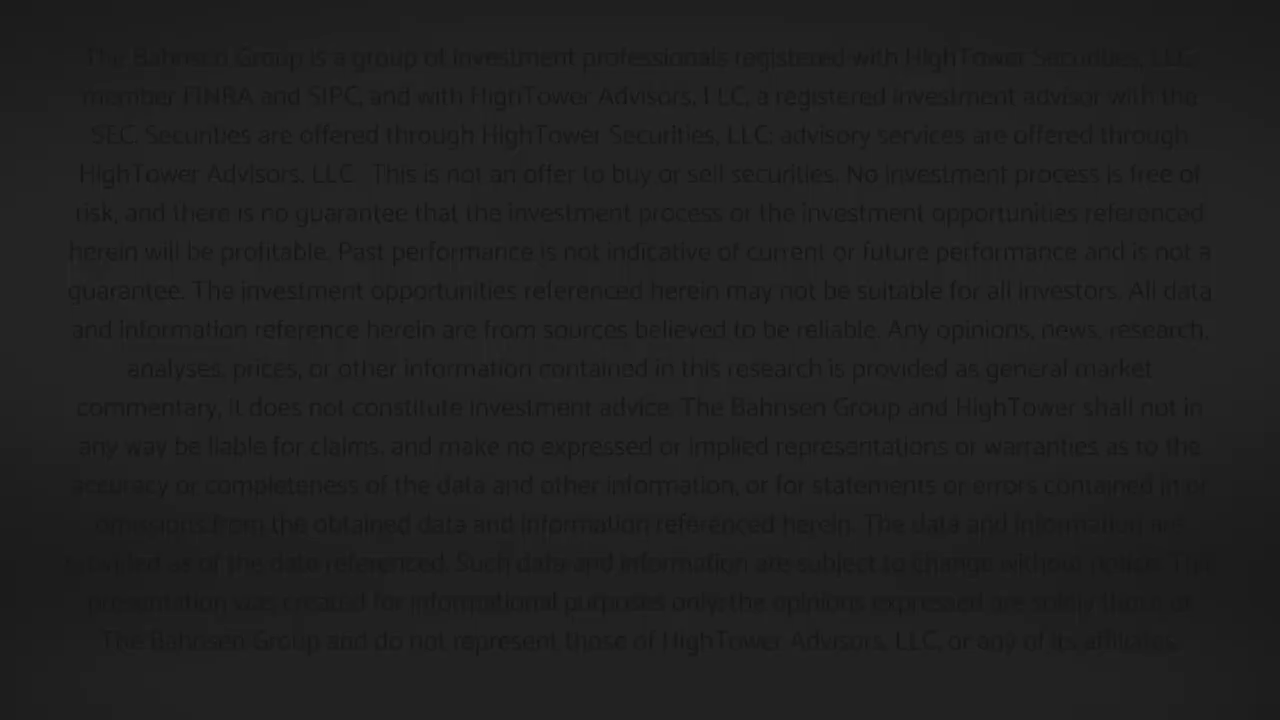 The Bahnsen Group is a group of investment professionals registered with HighTower Securities, LLC,
member FINRA and SIPC, and with HighTower Advisors, LLC, a registered investment advisor with the
SEC. Securities are offered through HighTower Securities, LLC; advisory services are offered through
HighTower Advisors, LLC. This is not an offer to buy or sell securities. No investment process is free of
risk, and there is no guarantee that the investment process or the investment opportunities referenced
herein will be profitable. Past performance is not indicative of current or future performance and is not a
guarantee. The investment opportunities referenced herein may not be suitable for all investors. All data
and information reference herein are from sources believed to be reliable. Any opinions, news, research,
analyses, prices, or other information contained in this research is provided as general market
commentary, it does not constitute investment advice. The Bahnsen Group and HighTower shall not in
any way be liable for claims, and make no expressed or implied representations or warranties as to the
accuracy or completeness of the data and other information, or for statements or errors contained in or
omissions from the obtained data and information referenced herein. The data and information are
provided as of the date referenced. Such data and information are subject to change without notice. This
presentation was created for informational purposes only; the opinions expressed are solely those of
The Bahnsen Group and do not represent those of HighTower Advisors, LLC, or any of its affiliates.